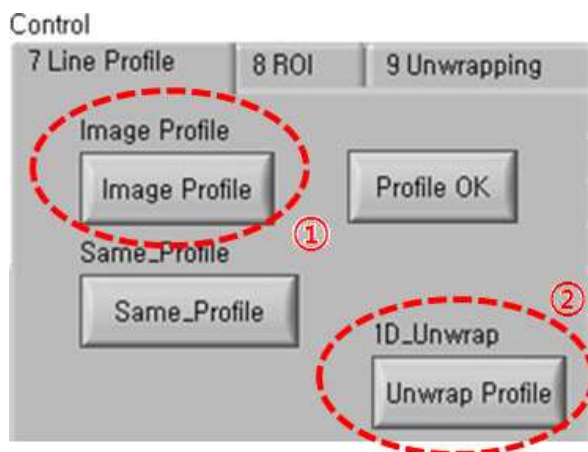 Control
7 Line Profile 8 ROI 9 Unwrapping
Image Profile
Image Profile Profile OK
①
Same_Profile
②
Same_Profile
1D_Unwrap
Unwrap Profile